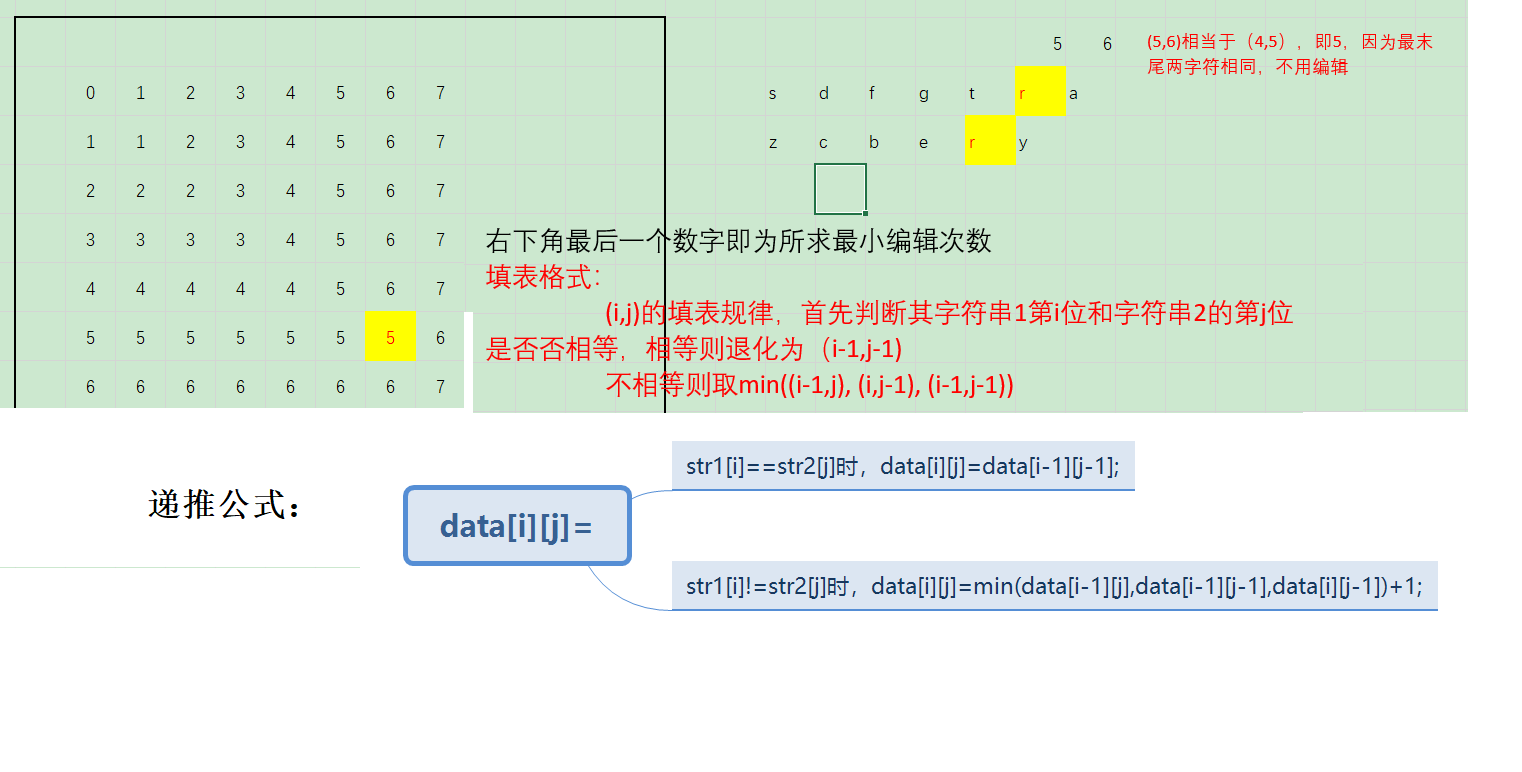 5 6 (5,6)相当于（4,5），即5，因为最末
尾两字符相同，不用编辑
0 1 2 3 4 5 6 7 s d f g t r a
1 1 2 3 4 5 6 7 z c b e r y
2 2 2 3 4 5 6 7
3 3 3 3 4 5 6 7
4 4 4 4 4 5 6 7
5 5 5 5 5 5 5 6
6 6 6 6 6 6 6 7
右下角最后一个数字即为所求最小编辑次数
填表格式：
(i,j)的填表规律，首先判断其字符串1第i位和字符串2的第j位
是否否相等，相等则退化为（i-1,j-1)
不相等则取min((i-1,j), (i,j-1), (i-1,j-1))
str1[i]==str2[j]时，data[i][j]=data[i-1][j-1];
递推公式：
data[i][j]=
str1[i]!=str2[j]时，data[i][j]=min(data[i-1][j],data[i-1][j-1],data[i][j-1])+1;